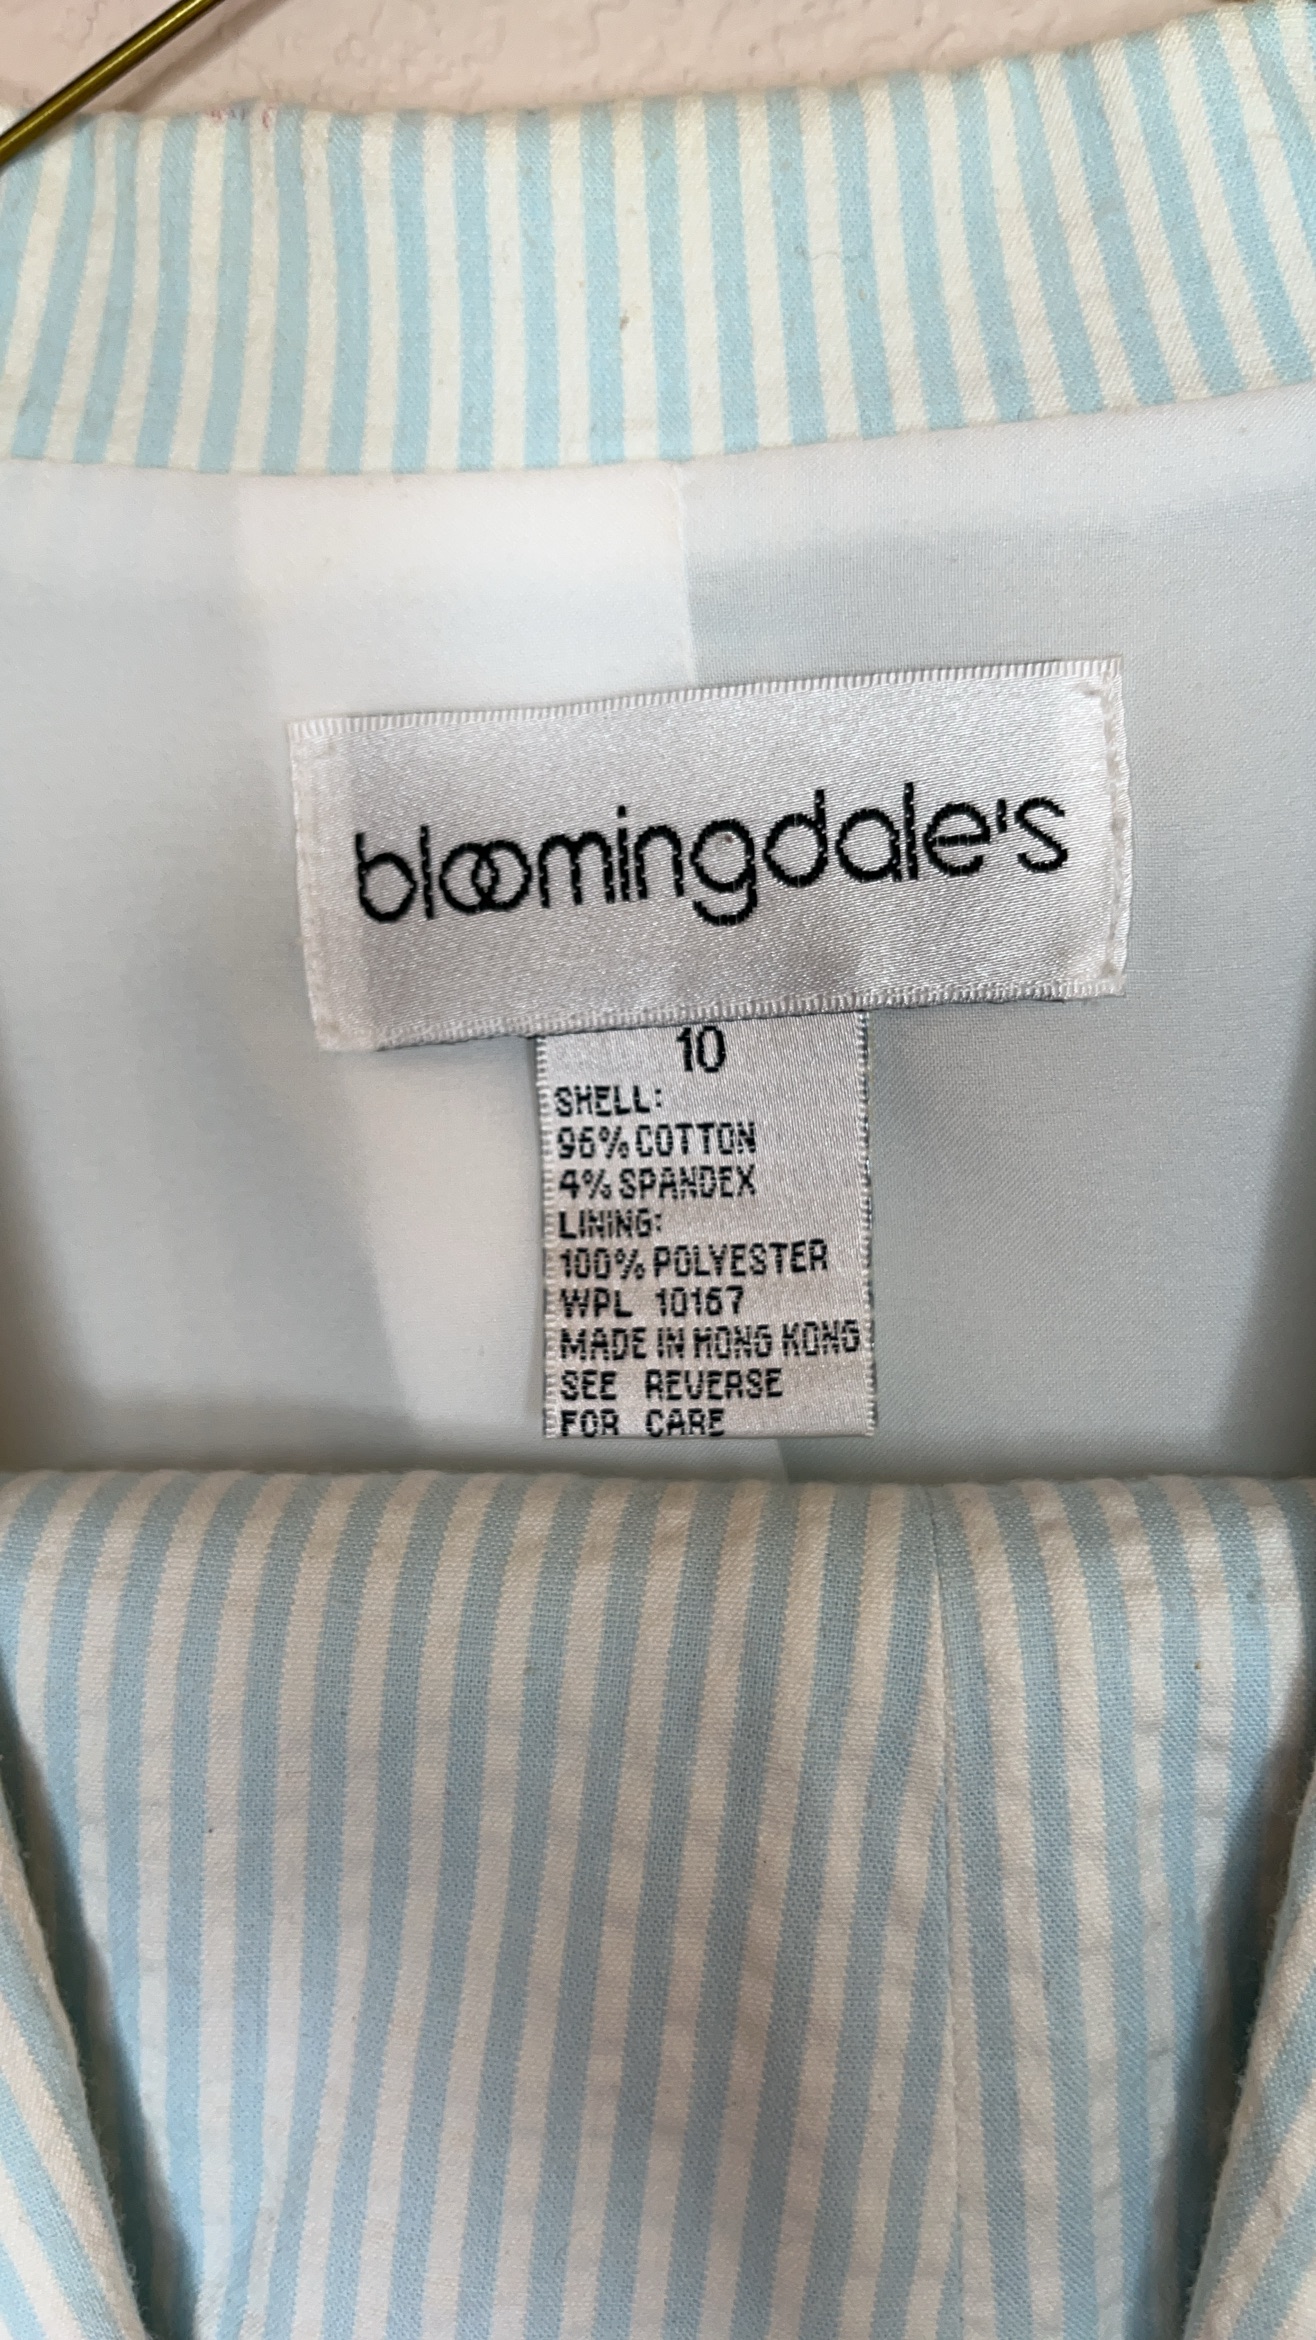 bloomingdale's
10
SHELL:
96% COTTON
4% SPANDEX
LINING:
100% POLYESTER
WPL 10167
MADE IN HONG KONG
SEE REVERSE
FOR CARE